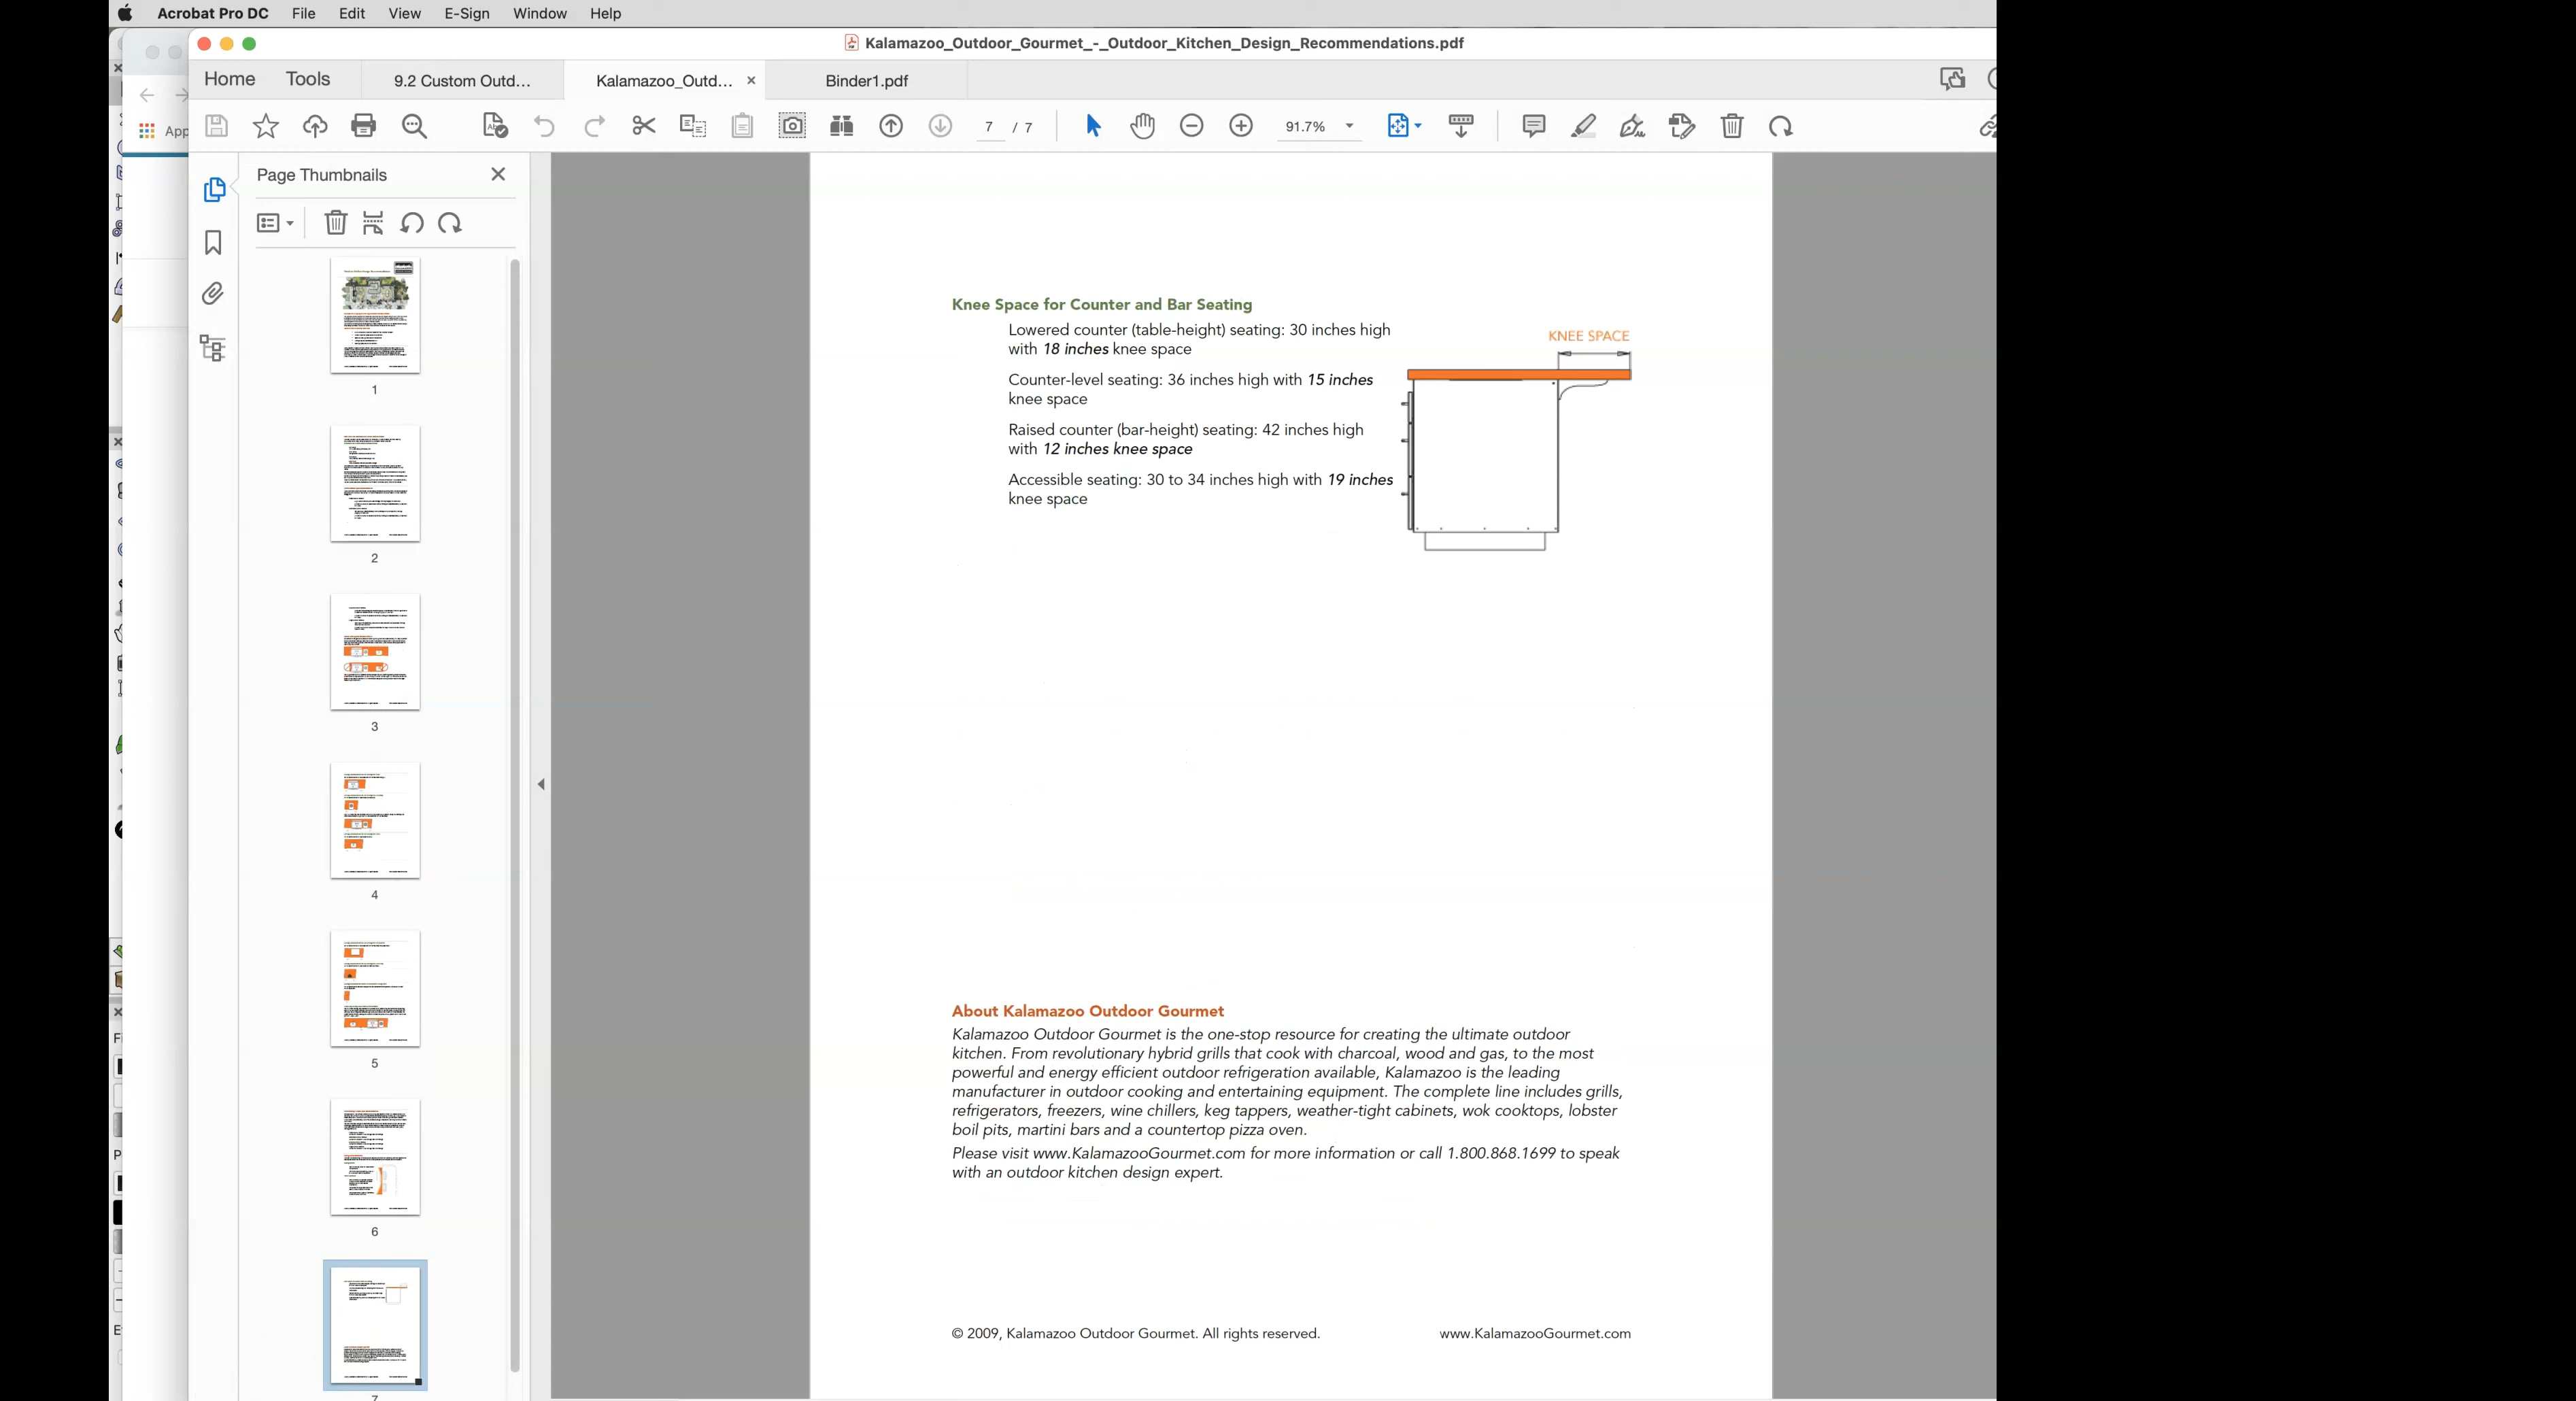 Acrobat Pro DC File Edit View E-Sign Window Help
Kalamazoo_Outdoor_Gourmet_-_Outdoor_Kitchen_Design_Recommendations.pdf
Home Tools 9.2 Custom Outd... Kalamazoo_Outd... Binder1.pdf
App
7 / 7 91.7%
Page Thumbnails
1
2
3
4
5
6
7
Knee Space for Counter and Bar Seating
Lowered counter (table-height) seating: 30 inches high
with 18 inches knee space
Counter-level seating: 36 inches high with 15 inches
knee space
Raised counter (bar-height) seating: 42 inches high
with 12 inches knee space
Accessible seating: 30 to 34 inches high with 19 inches
knee space
KNEE SPACE
About Kalamazoo Outdoor Gourmet
Kalamazoo Outdoor Gourmet is the one-stop resource for creating the ultimate outdoor
kitchen. From revolutionary hybrid grills that cook with charcoal, wood and gas, to the most
powerful and energy efficient outdoor refrigeration available, Kalamazoo is the leading
manufacturer in outdoor cooking and entertaining equipment. The complete line includes grills,
refrigerators, freezers, wine chillers, keg tappers, weather-tight cabinets, wok cooktops, lobster
boil pits, martini bars and a countertop pizza oven.
Please visit www.KalamazooGourmet.com for more information or call 1.800.868.1699 to speak
with an outdoor kitchen design expert.
© 2009, Kalamazoo Outdoor Gourmet. All rights reserved. www.KalamazooGourmet.com